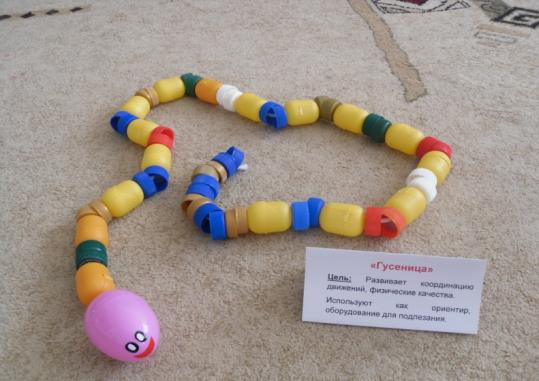 «Гусеница»
Цель: Развивает координацию
движений, физические качества.
Используют как ориентир,
оборудование для подлезания.